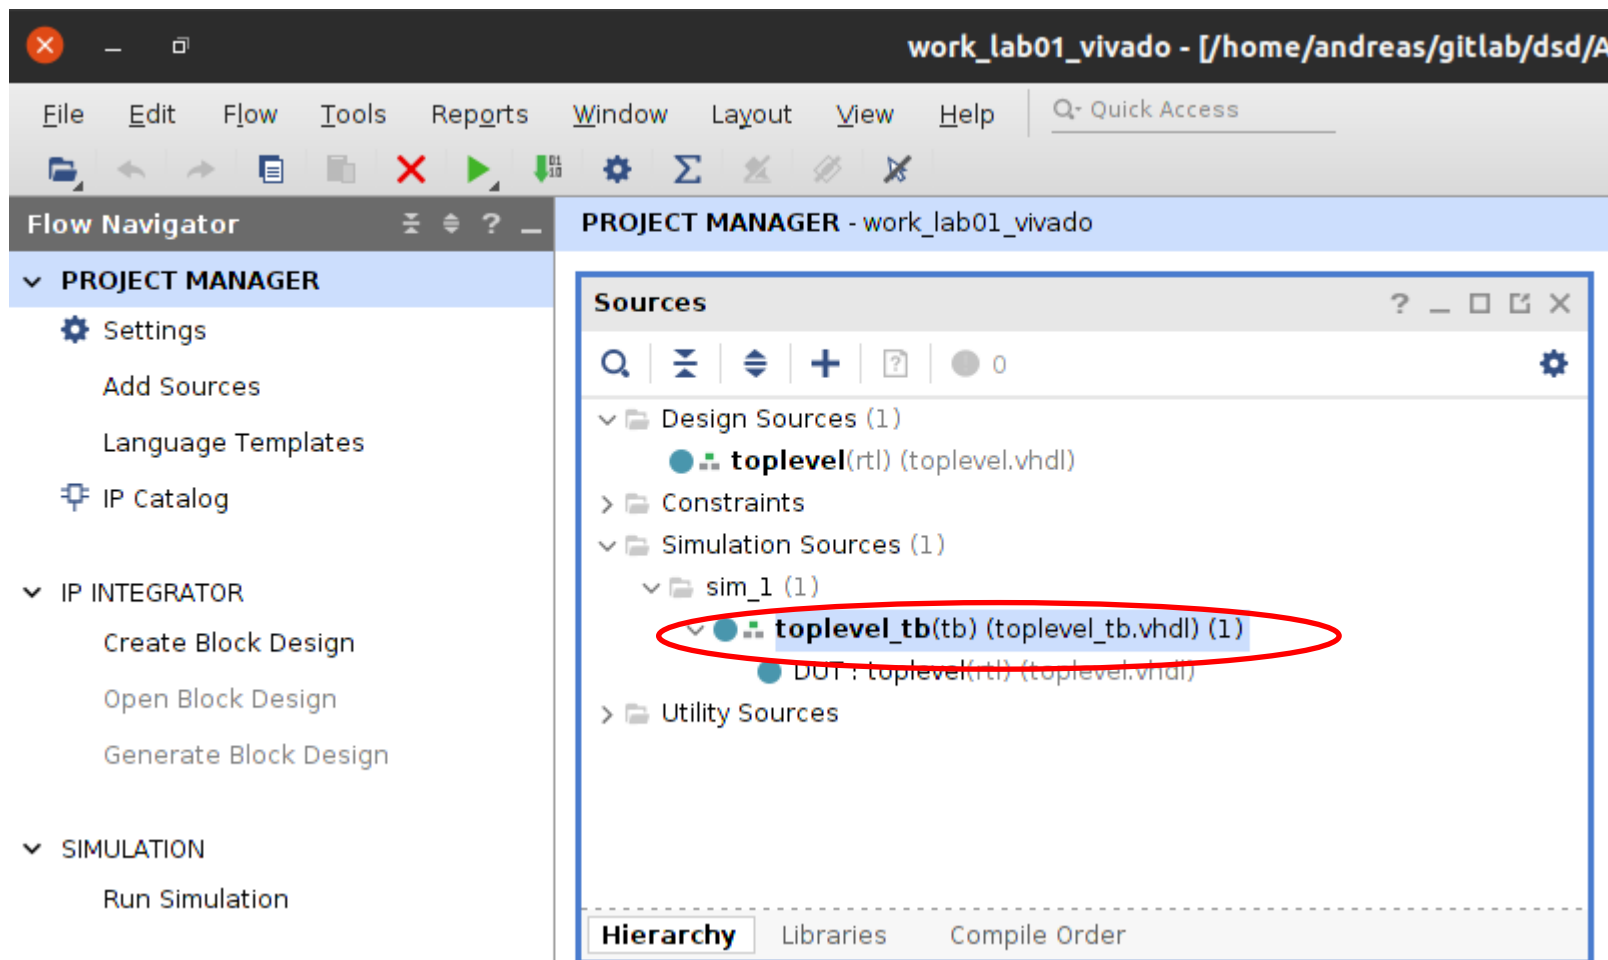 work_lab01_vivado - [/home/andreas/gitlab/dsd/A
File Edit Flow Tools Reports Window Layout View Help Quick Access
Flow Navigator ?
PROJECT MANAGER - work_lab01_vivado
PROJECT MANAGER
Settings
Add Sources
Language Templates
IP Catalog
IP INTEGRATOR
Create Block Design
Open Block Design
Generate Block Design
SIMULATION
Run Simulation
Sources ?
? 0
Design Sources (1)
toplevel(rtl) (toplevel.vhdl)
Constraints
Simulation Sources (1)
sim_1 (1)
toplevel_tb(tb) (toplevel_tb.vhdl) (1)
DUT : toplevel(rtl) (toplevel.vhdl)
Utility Sources
Hierarchy Libraries Compile Order